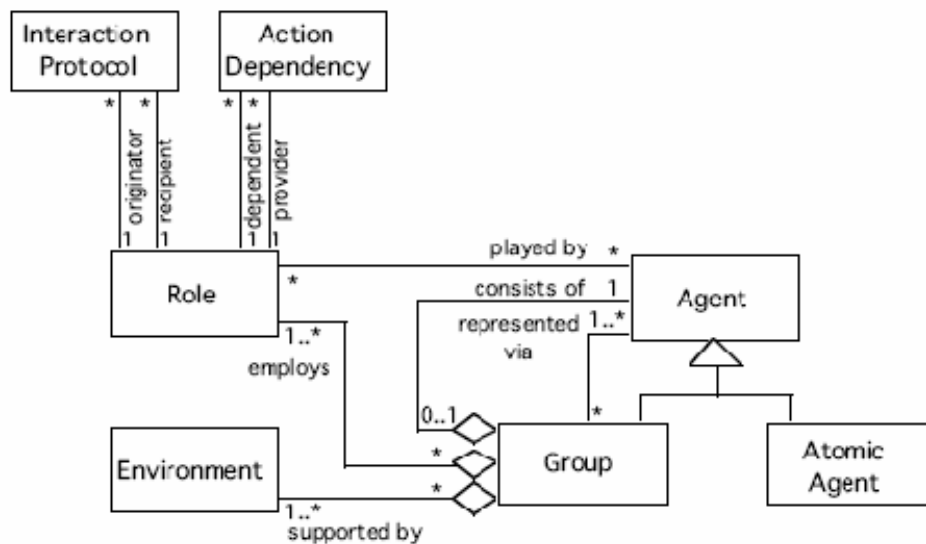 Interaction
Protocol
Action
Dependency
* * * *
originator
recipient
dependent
provider
1 1 1 1
Role
played by *
*
consists of 1
Agent
represented 1..*
via
1..*
employs
0..1 *
Environment
*
Group
Atomic
Agent
*
1..*
supported by